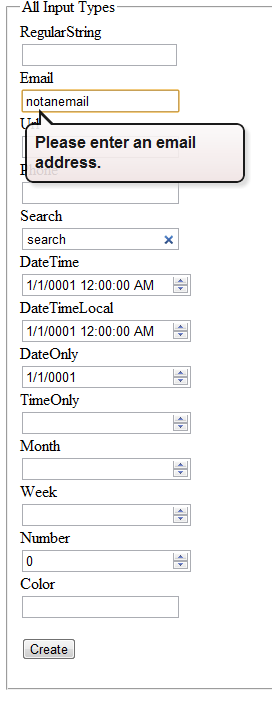 All Input Types
RegularString
Email
notanemail
Url
Please enter an email
address.
Phone
Search
search
DateTime
1/1/0001 12:00:00 AM
DateTimeLocal
1/1/0001 12:00:00 AM
DateOnly
1/1/0001
TimeOnly
Month
Week
Number
0
Color
Create